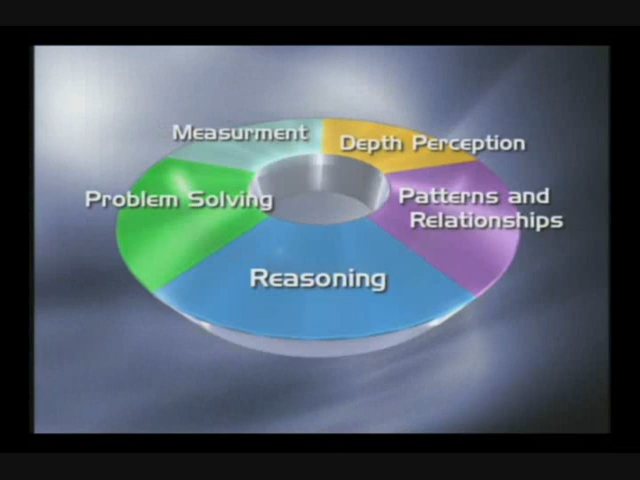 Measurment
Depth Perception
Problem Solving
Patterns and
Relationships
Reasoning